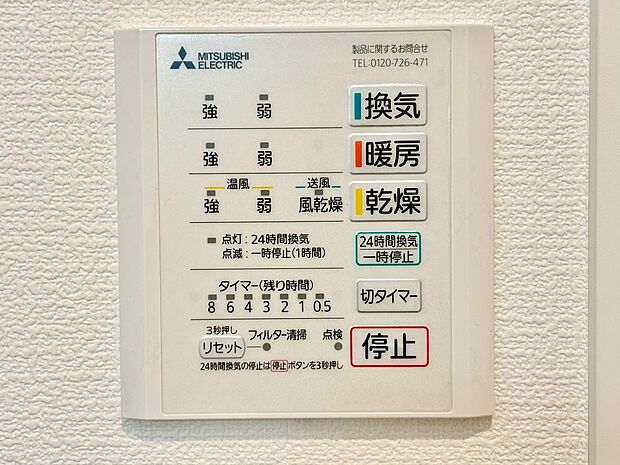 MITSUBISHI ELECTRIC
製品に関するお問合せ
TEL:0120-726-471
強 弱 換気
強 弱 暖房
温風 送風
強 弱 風乾燥 乾燥
点灯:24時間換気
点滅:一時停止(1時間)
24時間換気
一時停止
タイマー(残り時間)
8 6 4 3 2 1 0.5
切タイマー
3秒押し
リセット フィルター清掃 点検
停止
24時間換気の停止は停止ボタンを3秒押し